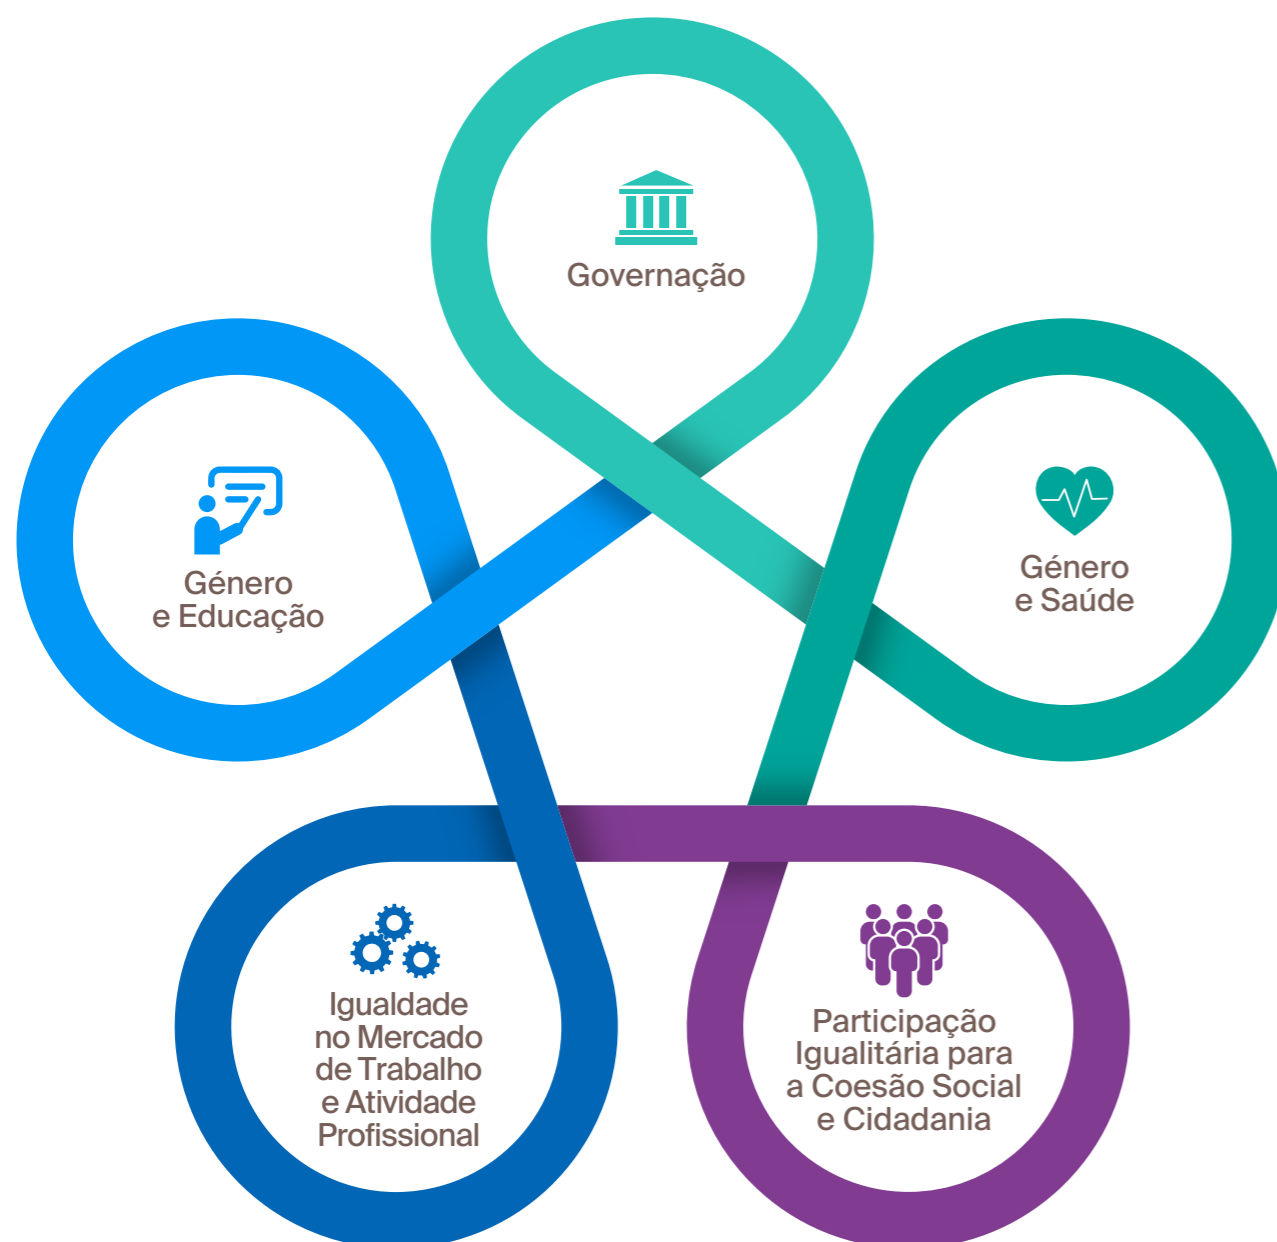 Governação
Género
e Educação
Género
e Saúde
Igualdade
no Mercado
de Trabalho
e Atividade
Profissional
Participação
Igualitária para
a Coesão Social
e Cidadania